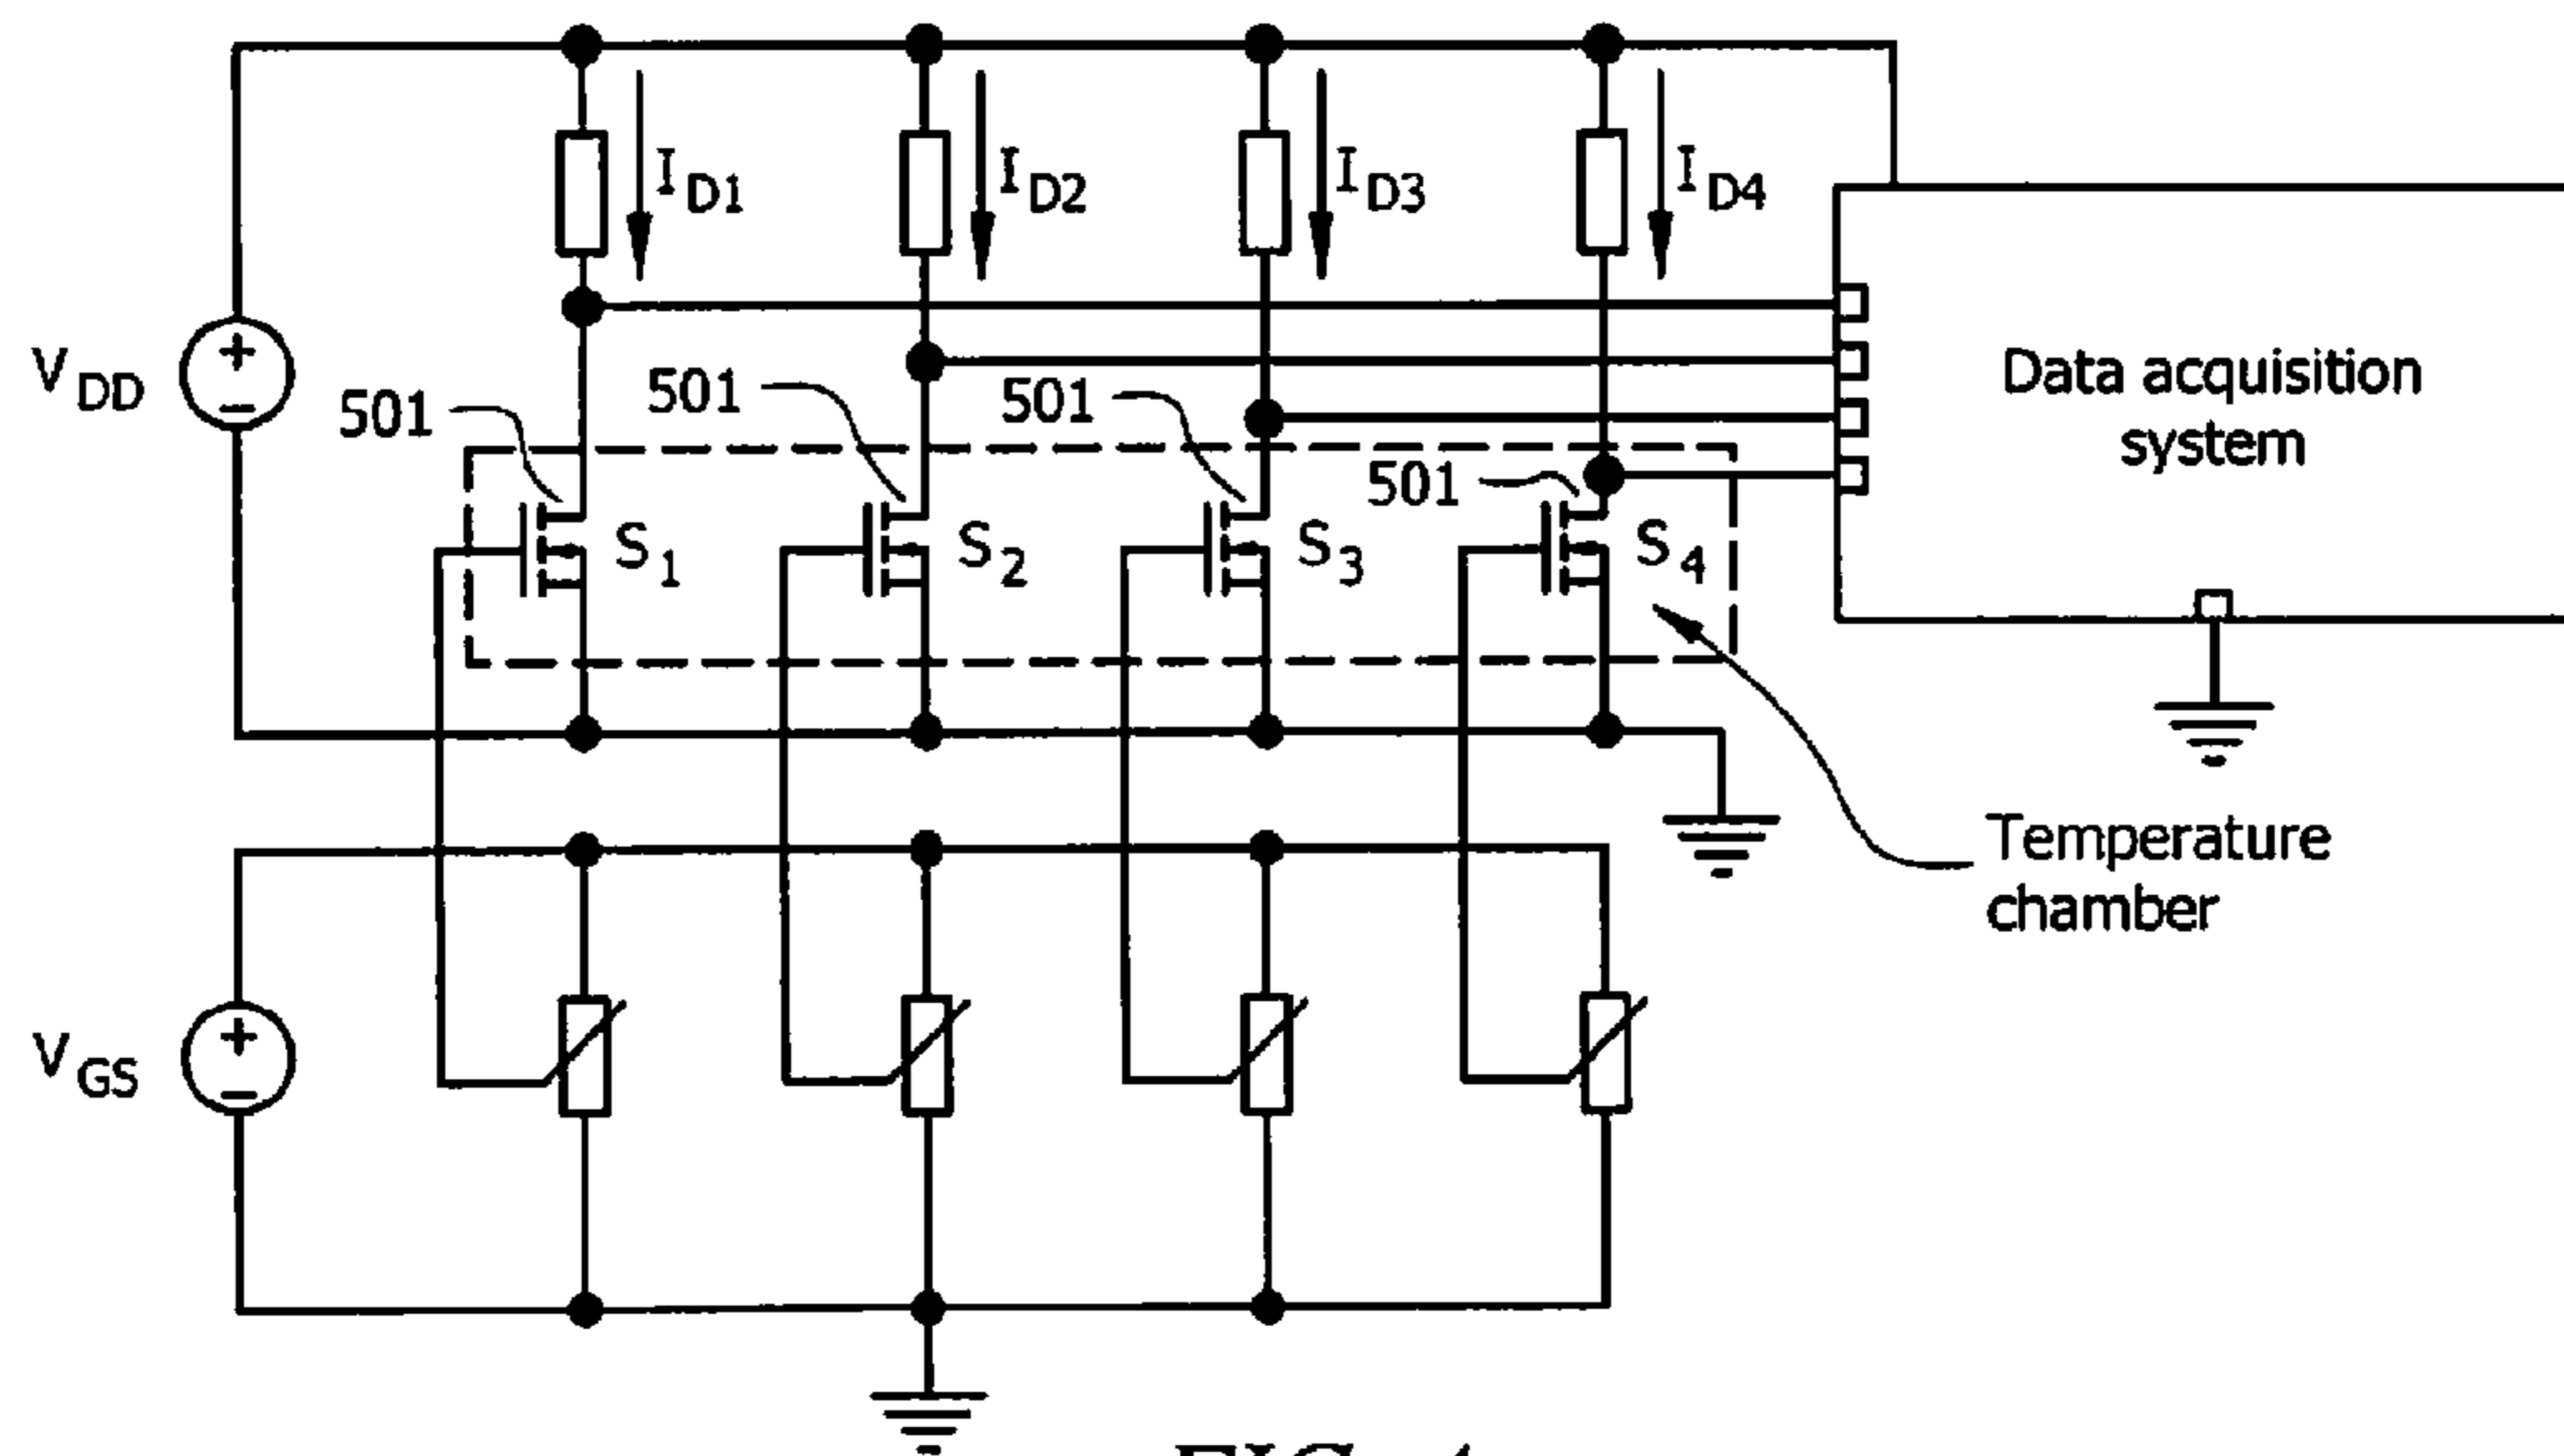 I D1
I D2
I D3
I D4
V DD
501
501
501
501
Data acquisition
system
S 1
S 2
S 3
S 4
Temperature
chamber
V GS